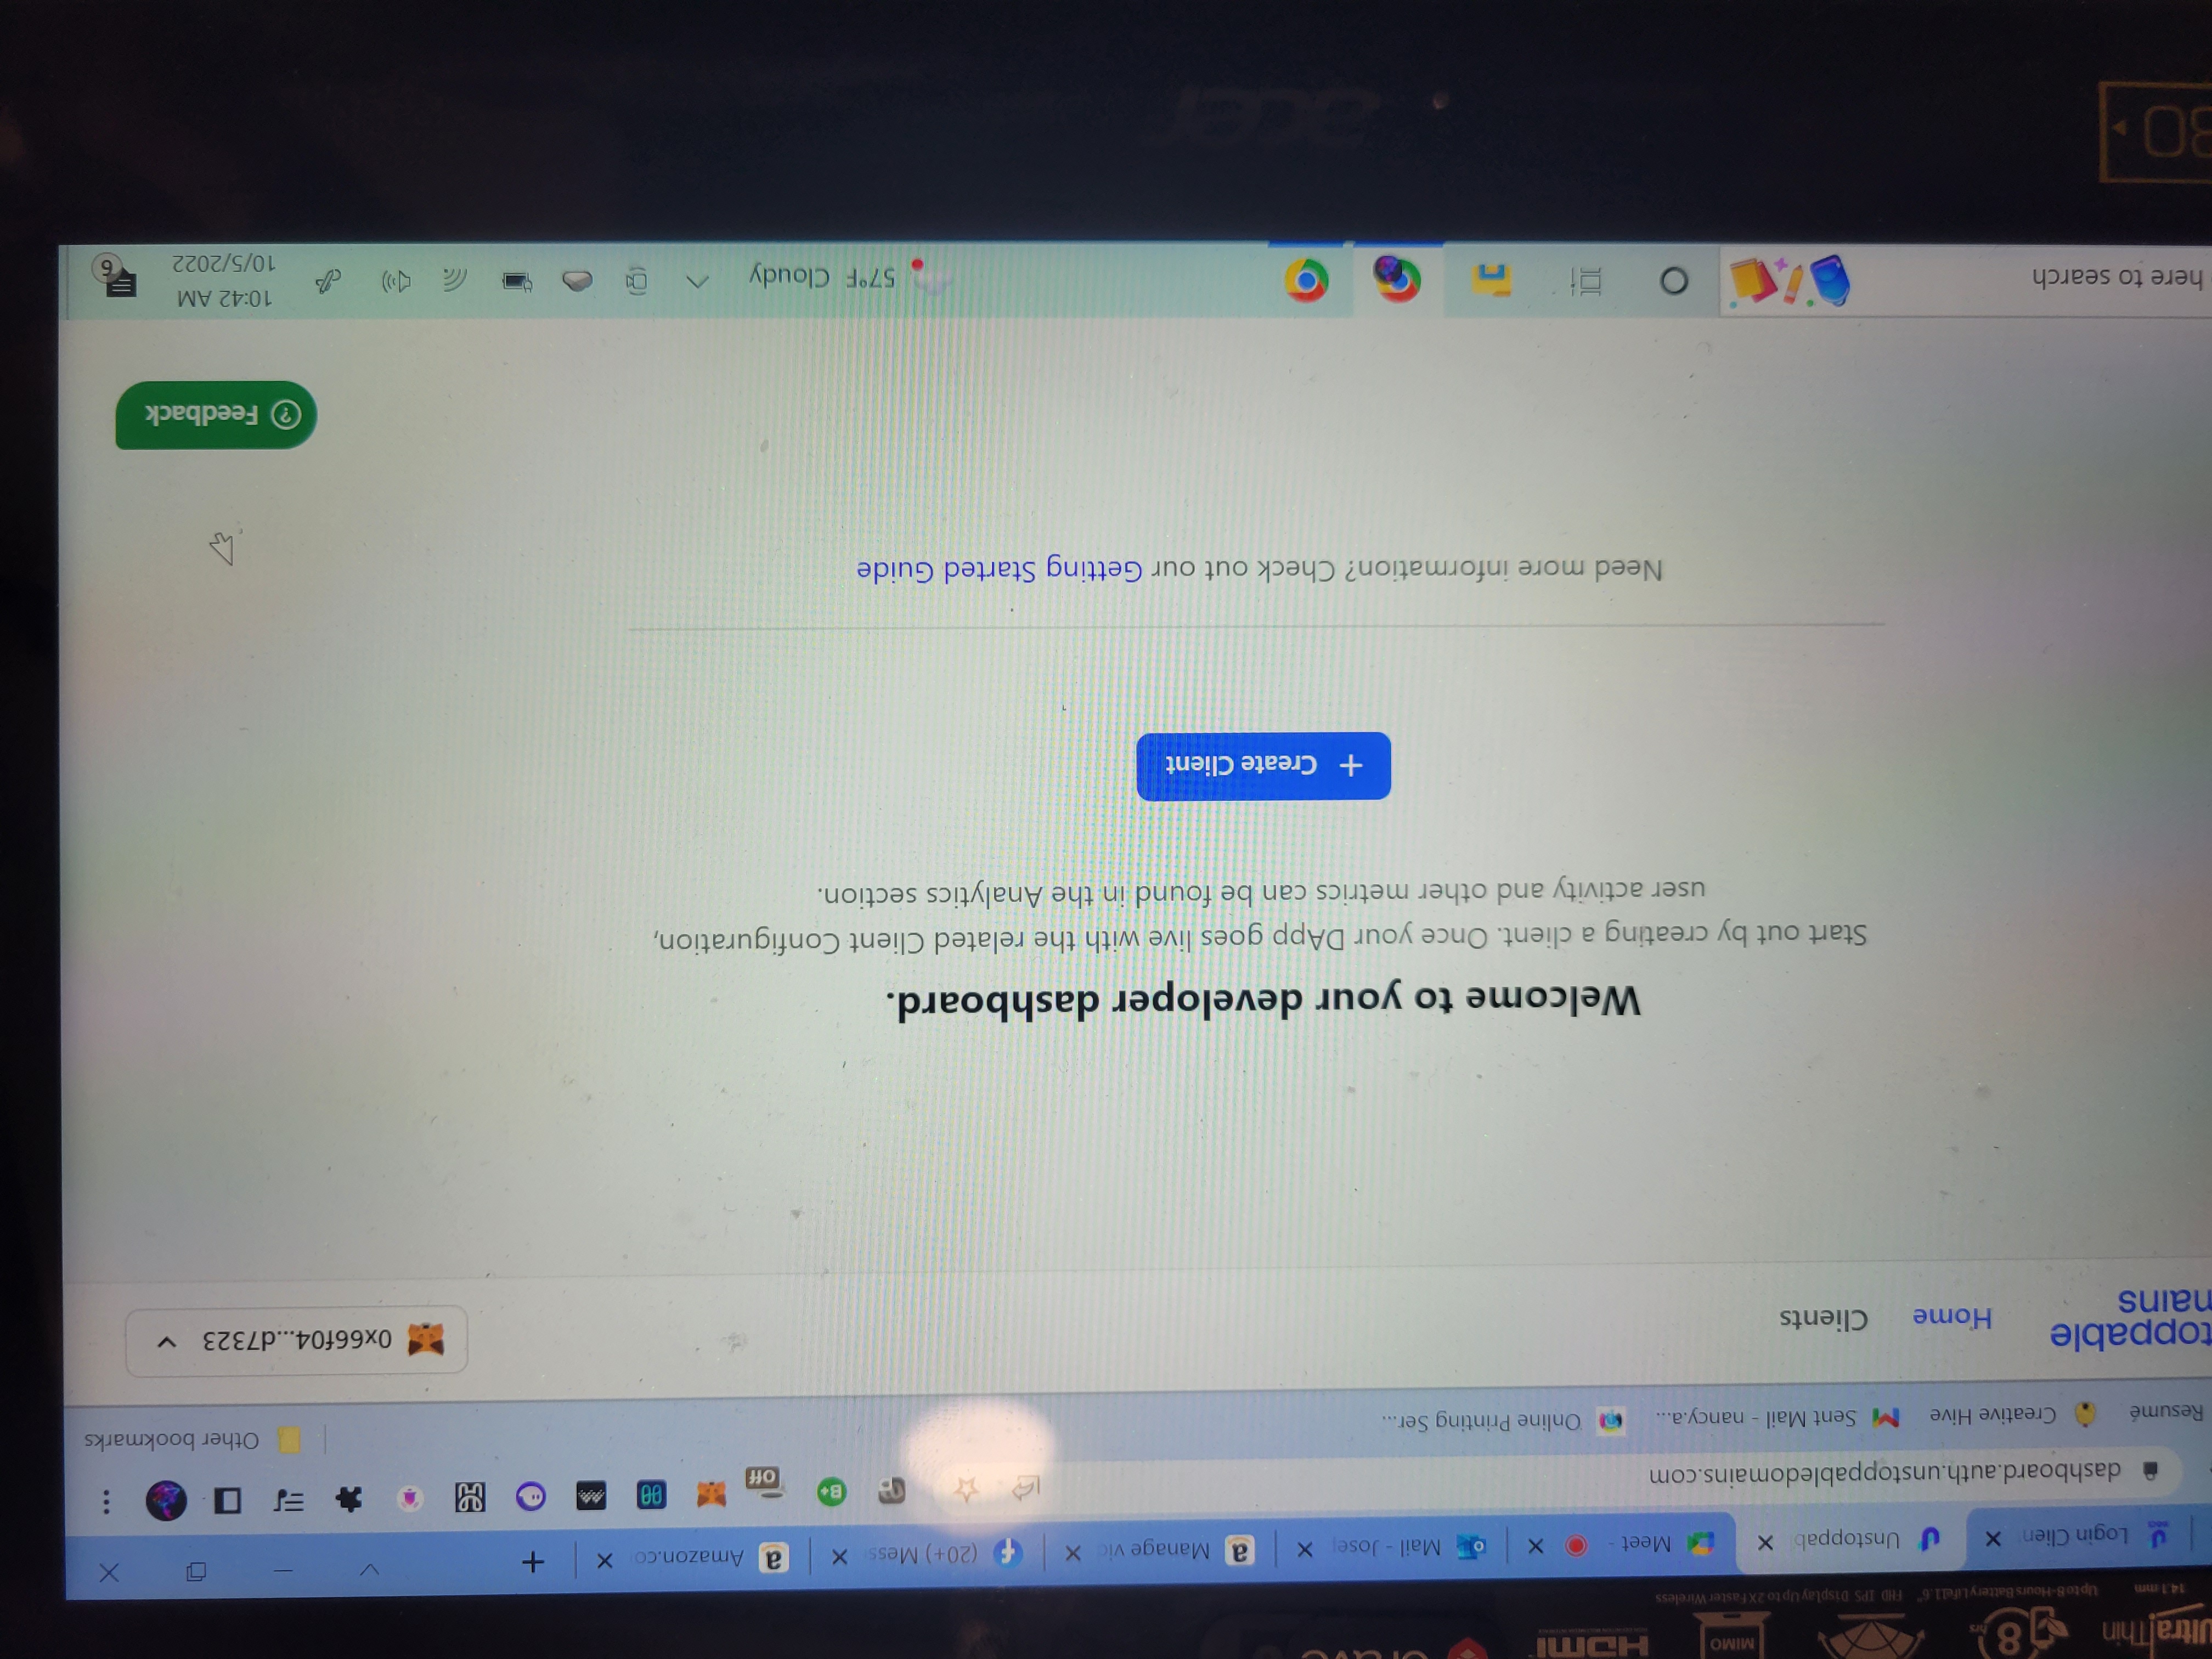 Ultra Thin
14.1 mm
8 hrs
Up to 8-Hours Battery Life
11.6" FHD IPS Display
MIMO
Up to 2X Faster Wireless
HDMI
Login Clien
Unstoppab
Meet -
Mail - Jose
Manage vic
(20+) Mess
Amazon.co
dashboard.auth.unstoppabledomains.com
B+
Off
Resumé
Creative Hive
Sent Mail - nancy.a...
Online Printing Ser...
Other bookmarks
toppable
mains
Home
Clients
0x66f04...d7323
Welcome to your developer dashboard.
Start out by creating a client. Once your DApp goes live with the related Client Configuration,
user activity and other metrics can be found in the Analytics section.
+ Create Client
Need more information? Check out our Getting Started Guide
Feedback
here to search
57°F Cloudy
10:42 AM
10/5/2022
6
30
acer